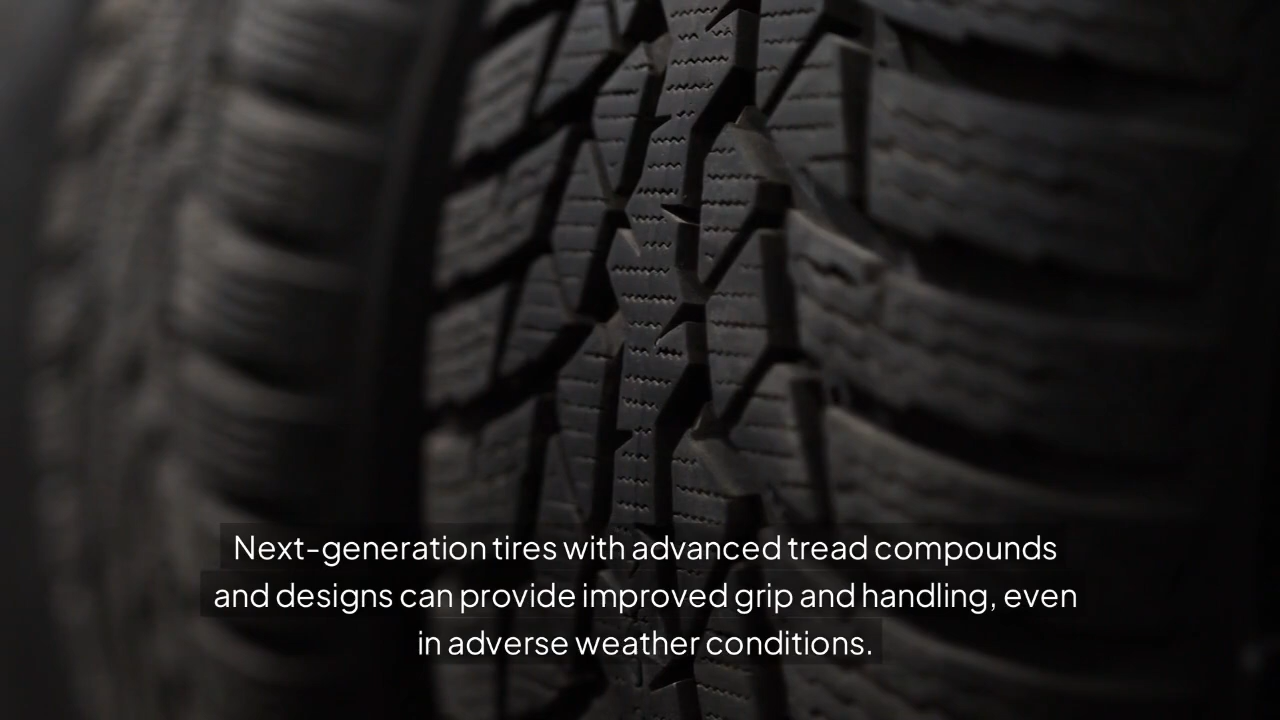 Next-generation tires with advanced tread compounds
and designs can provide improved grip and handling, even
in adverse weather conditions.